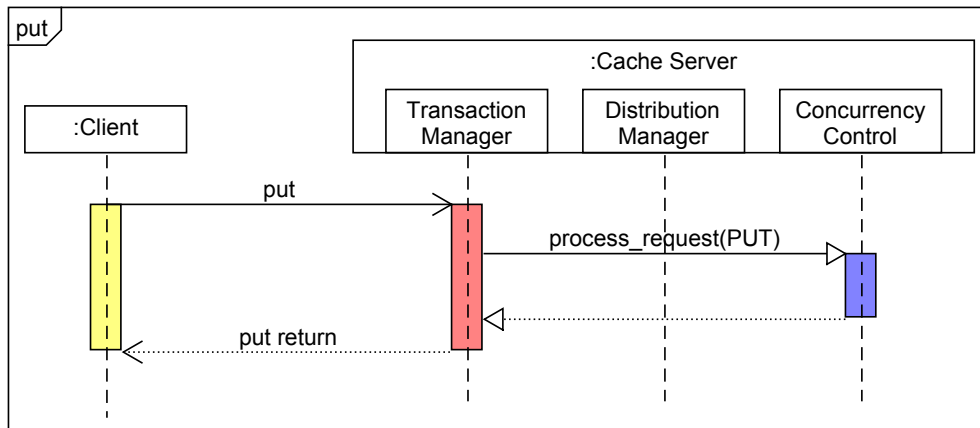 put
:Cache Server
:Client
Transaction
Manager
Distribution
Manager
Concurrency
Control
put
process_request(PUT)
put return